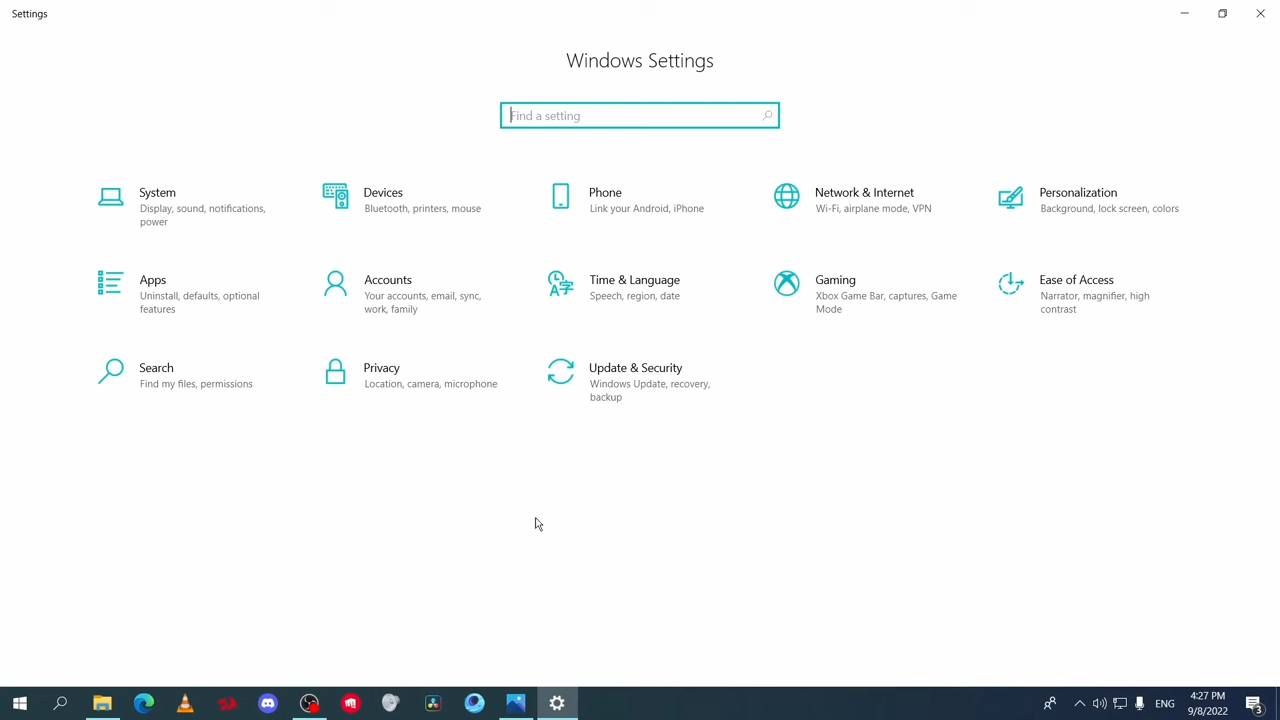 Settings
Windows Settings
Find a setting
System
Display, sound, notifications,
power
Devices
Bluetooth, printers, mouse
Phone
Link your Android, iPhone
Network & Internet
Wi-Fi, airplane mode, VPN
Personalization
Background, lock screen, colors
Apps
Uninstall, defaults, optional
features
Accounts
Your accounts, email, sync,
work, family
Time & Language
Speech, region, date
Gaming
Xbox Game Bar, captures, Game
Mode
Ease of Access
Narrator, magnifier, high
contrast
Search
Find my files, permissions
Privacy
Location, camera, microphone
Update & Security
Windows Update, recovery,
backup
ENG
4:27 PM
9/8/2022
3